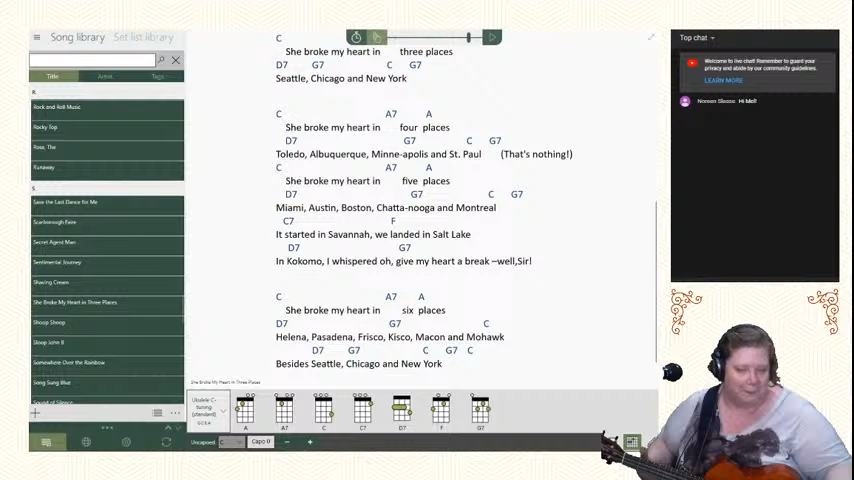 Song library
Set list library
Title
Artist
Tags
R
Rock and Roll Music
Rocky Top
Rose, The
Runaway
S
Save the Last Dance for Me
Scarborough Faire
Secret Agent Man
Sentimental Journey
Shaving Cream
She Broke My Heart in Three Places
Shoop Shoop
Sloop John B
Somewhere Over the Rainbow
Song Sung Blue
Sound of Silence
C
She broke my heart in three places
D7 G7 C G7
Seattle, Chicago and New York
C A7 A
She broke my heart in four places
D7 G7 C G7
Toledo, Albuquerque, Minne-apolis and St. Paul (That's nothing!)
C A7 A
She broke my heart in five places
D7 G7 C G7
Miami, Austin, Boston, Chatta-nooga and Montreal
C7 F
It started in Savannah, we landed in Salt Lake
D7 G7
In Kokomo, I whispered oh, give my heart a break –well,Sir!
C A7 A
She broke my heart in six places
D7 G7 C
Helena, Pasadena, Frisco, Kisco, Macon and Mohawk
D7 G7 C G7 C
Besides Seattle, Chicago and New York
She Broke My Heart in Three Places
Ukulele C-
tuning
(standard)
G C E A
A A7 C C7 D7 F G7
Uncapoed: C Capo 0 − +
Top chat
Welcome to live chat! Remember to guard your
privacy and abide by our community guidelines.
LEARN MORE
Hi Mel!